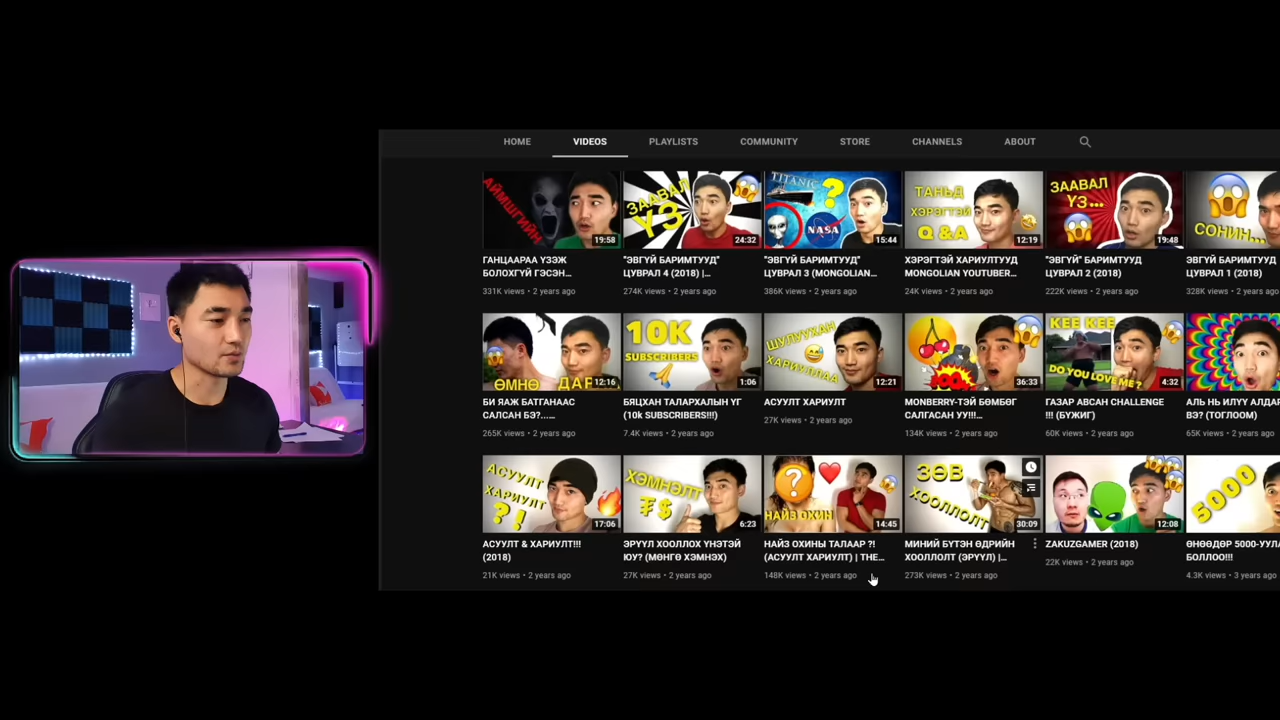 HOME VIDEOS PLAYLISTS COMMUNITY STORE CHANNELS ABOUT
АЙМШГИЙН
19:58
ЗААВАЛ
ҮЗ
24:32
TITANIC
?
NASA
15:44
ТАНЬД
ХЭРЭГТЭЙ
Q & A
12:19
ЗААВАЛ
ҮЗ...
19:48
СОНИН...
ГАНЦААРАА ҮЗЭЖ
БОЛОХГҮЙ ГЭСЭН...
331K views • 2 years ago
"ЭВГҮЙ БАРИМТУУД"
ЦУВРАЛ 4 (2018) |...
274K views • 2 years ago
"ЭВГҮЙ БАРИМТУУД"
ЦУВРАЛ 3 (MONGOLIAN...
386K views • 2 years ago
ХЭРЭГТЭЙ ХАРИУЛТУУД
MONGOLIAN YOUTUBER...
24K views • 2 years ago
"ЭВГҮЙ" БАРИМТУУД
ЦУВРАЛ 2 (2018)
222K views • 2 years ago
ЭВГҮЙ БАРИМТУУД
ЦУВРАЛ 1 (2018)
328K views • 2 years ago
ӨМНӨ
ДАР
12:16
10K
SUBSCRIBERS
1:06
ШУЛУУХАН
ХАРИУЛЛАА
12:21
36:33
KEE KEE
DO YOU LOVE ME?
4:32
БИ ЯАЖ БАТГАНААС
САЛСАН БЭ?...…
265K views • 2 years ago
БЯЦХАН ТАЛАРХАЛЫН ҮГ
(10k SUBSCRIBERS!!!)
7.4K views • 2 years ago
АСУУЛТ ХАРИУЛТ
27K views • 2 years ago
MONBERRY-ТЭЙ БӨМБӨГ
САЛГАСАН УУ!!!...
134K views • 2 years ago
ГАЗАР АВСАН CHALLENGE
!!! (БҮЖИГ)
60K views • 2 years ago
АЛЬ НЬ ИЛҮҮ АЛДАР
ВЭ? (ТОГЛООМ)
65K views • 2 years ago
АСУУЛТ
ХАРИУЛТ
?!
17:06
ХЭМНЭЛТ
₮$
6:23
?
НАЙЗ ОХИН
14:45
ЗӨВ
ХООЛЛОЛТ
30:09
12:08
5000
АСУУЛТ & ХАРИУЛТ!!!
(2018)
21K views • 2 years ago
ЭРҮҮЛ ХООЛЛОХ ҮНЭТЭЙ
ЮУ? (МӨНГӨ ХЭМНЭХ)
27K views • 2 years ago
НАЙЗ ОХИНЫ ТАЛААР ?!
(АСУУЛТ ХАРИУЛТ) | THE...
148K views • 2 years ago
МИНИЙ БҮТЭН ӨДРИЙН
ХООЛЛОЛТ (ЭРҮҮЛ) |...
273K views • 2 years ago
ZAKUZGAMER (2018)
22K views • 2 years ago
ӨНӨӨДӨР 5000-УУЛА
БОЛЛОО!!!
4.3K views • 3 years ago